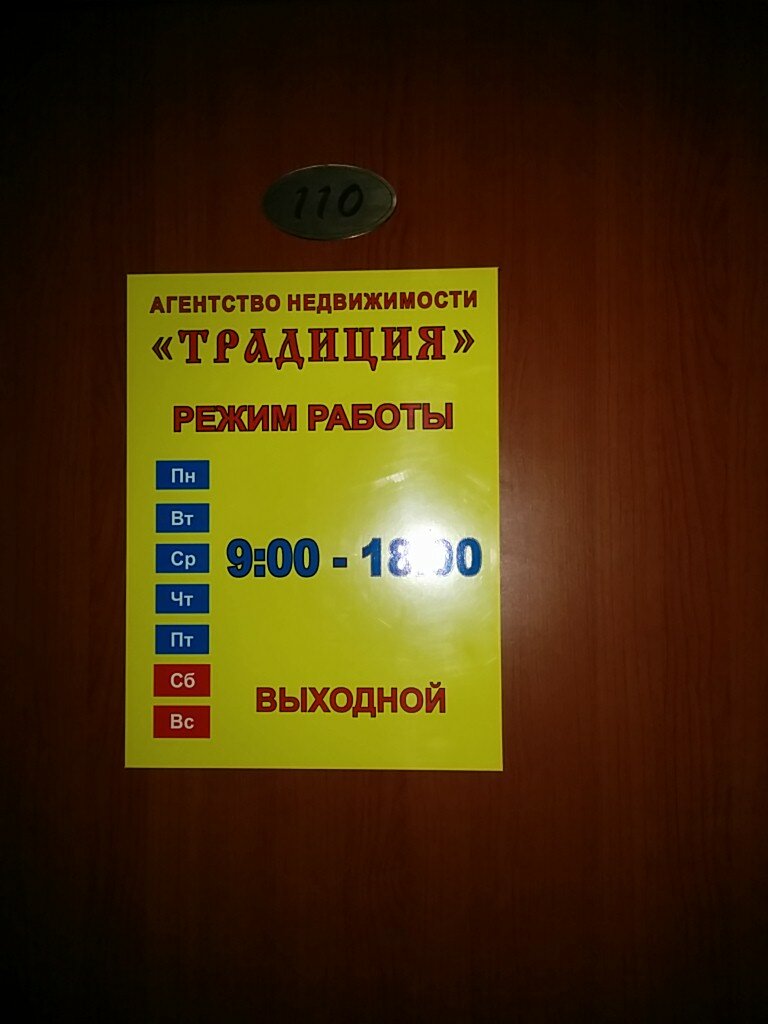 110
АГЕНТСТВО НЕДВИЖИМОСТИ
«ТРАДИЦИЯ»
РЕЖИМ РАБОТЫ
Пн
Вт
Ср 9:00 - 18:00
Чт
Пт
Сб
ВЫХОДНОЙ
Вс